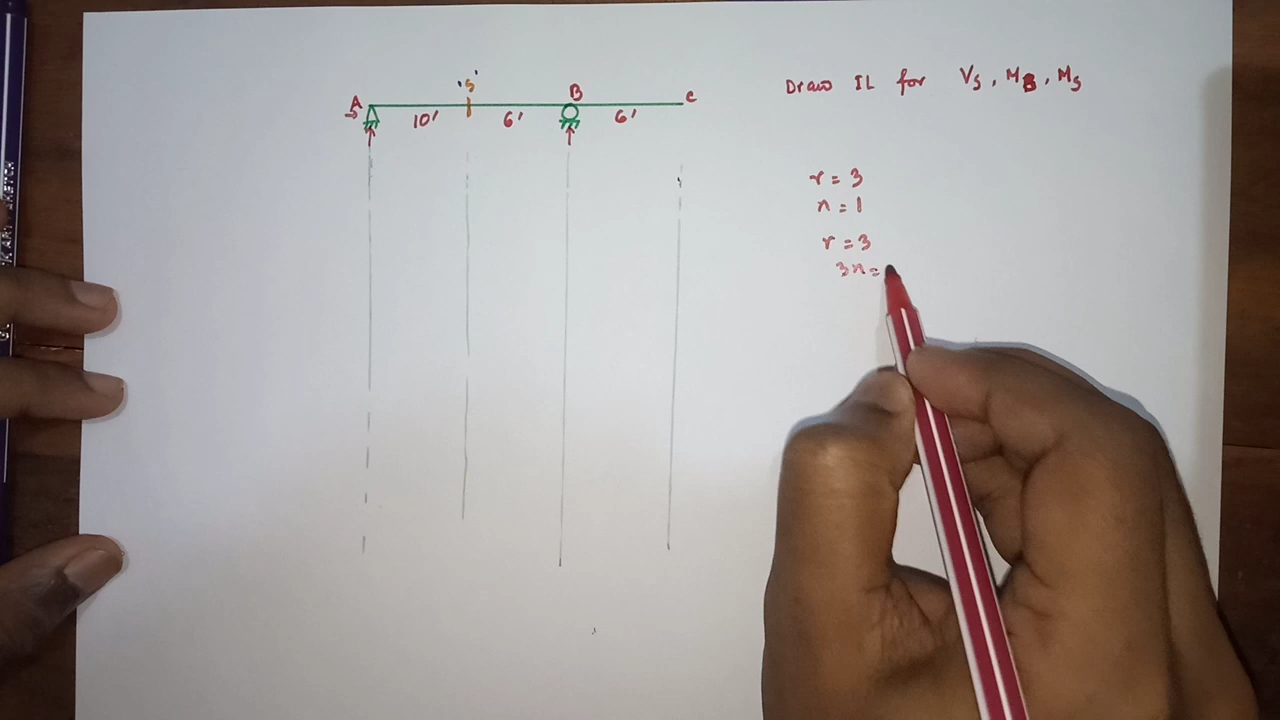 Draw IL for Vs, MB, Ms
's'
A B C
10' 6' 6'
r = 3
n = 1
r = 3
3n =